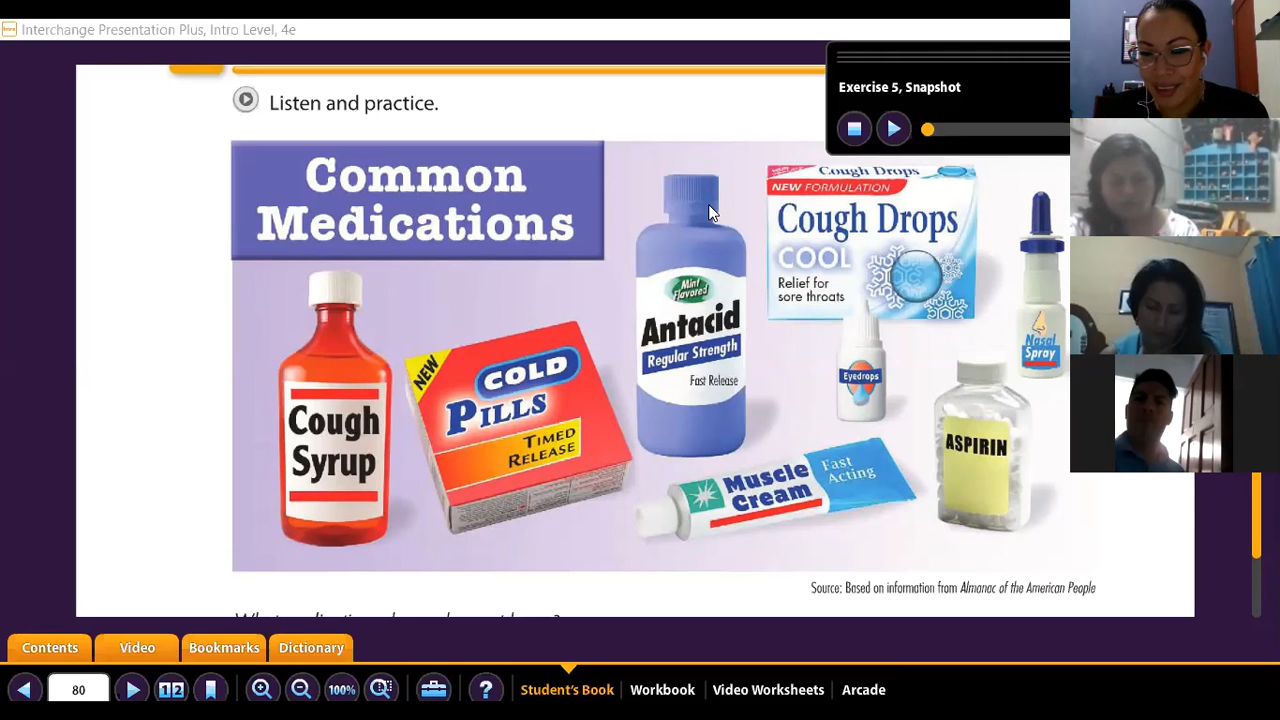 Interchange Presentation Plus, Intro Level, 4e
Listen and practice.
Exercise 5, Snapshot
Common
Medications
Cough
Syrup
NEW
COLD
PILLS
TIMED
RELEASE
Mint
Flavored
Antacid
Regular Strength
Fast Release
Cough Drops
NEW FORMULATION
Cough Drops
COOL
Relief for
sore throats
Eyedrops
Nasal
Spray
Muscle
Cream
Fast
Acting
ASPIRIN
Source: Based on information from Almanac of the American People
Contents
Video
Bookmarks
Dictionary
80
1 2
100%
?
Student's Book
Workbook
Video Worksheets
Arcade